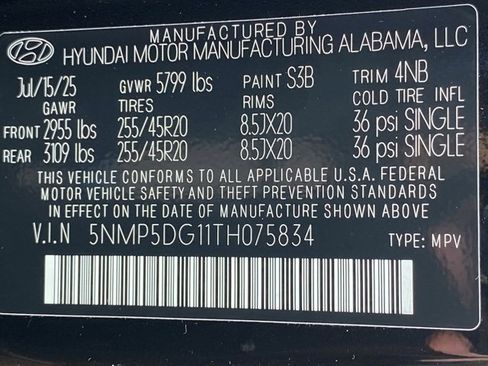 MANUFACTURED BY
HYUNDAI MOTOR MANUFACTURING ALABAMA, LLC
Jul/15/25 GVWR 5799 lbs PAINT S3B TRIM 4NB
GAWR TIRES RIMS COLD TIRE INFL
FRONT 2955 lbs 255/45R20 8.5JX20 36 psi SINGLE
REAR 3109 lbs 255/45R20 8.5JX20 36 psi SINGLE
THIS VEHICLE CONFORMS TO ALL APPLICABLE U.S.A. FEDERAL
MOTOR VEHICLE SAFETY AND THEFT PREVENTION STANDARDS
IN EFFECT ON THE DATE OF MANUFACTURE SHOWN ABOVE.
V.I.N 5NMP5DG11TH075834 TYPE: MPV